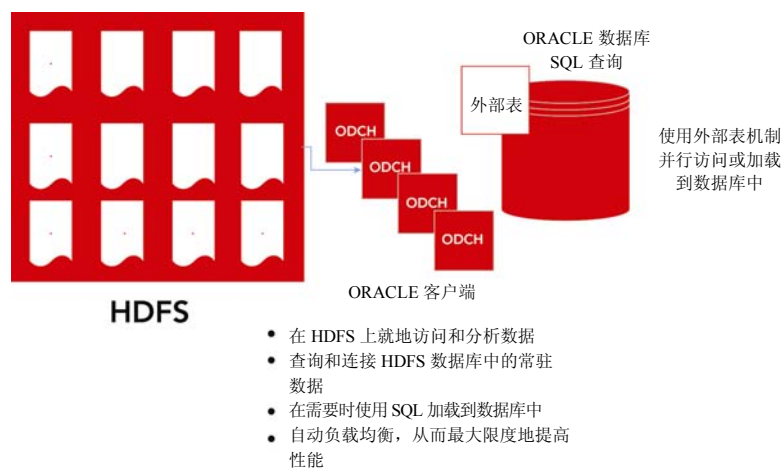 HDFS
ODCH
ODCH
ODCH
ODCH
ORACLE 客户端
ORACLE 数据库
SQL 查询
外部表
使用外部表机制
并行访问或加载
到数据库中
• 在 HDFS 上就地访问和分析数据
• 查询和连接 HDFS 数据库中的常驻
数据
• 在需要时使用 SQL 加载到数据库中
• 自动负载均衡，从而最大限度地提高
性能